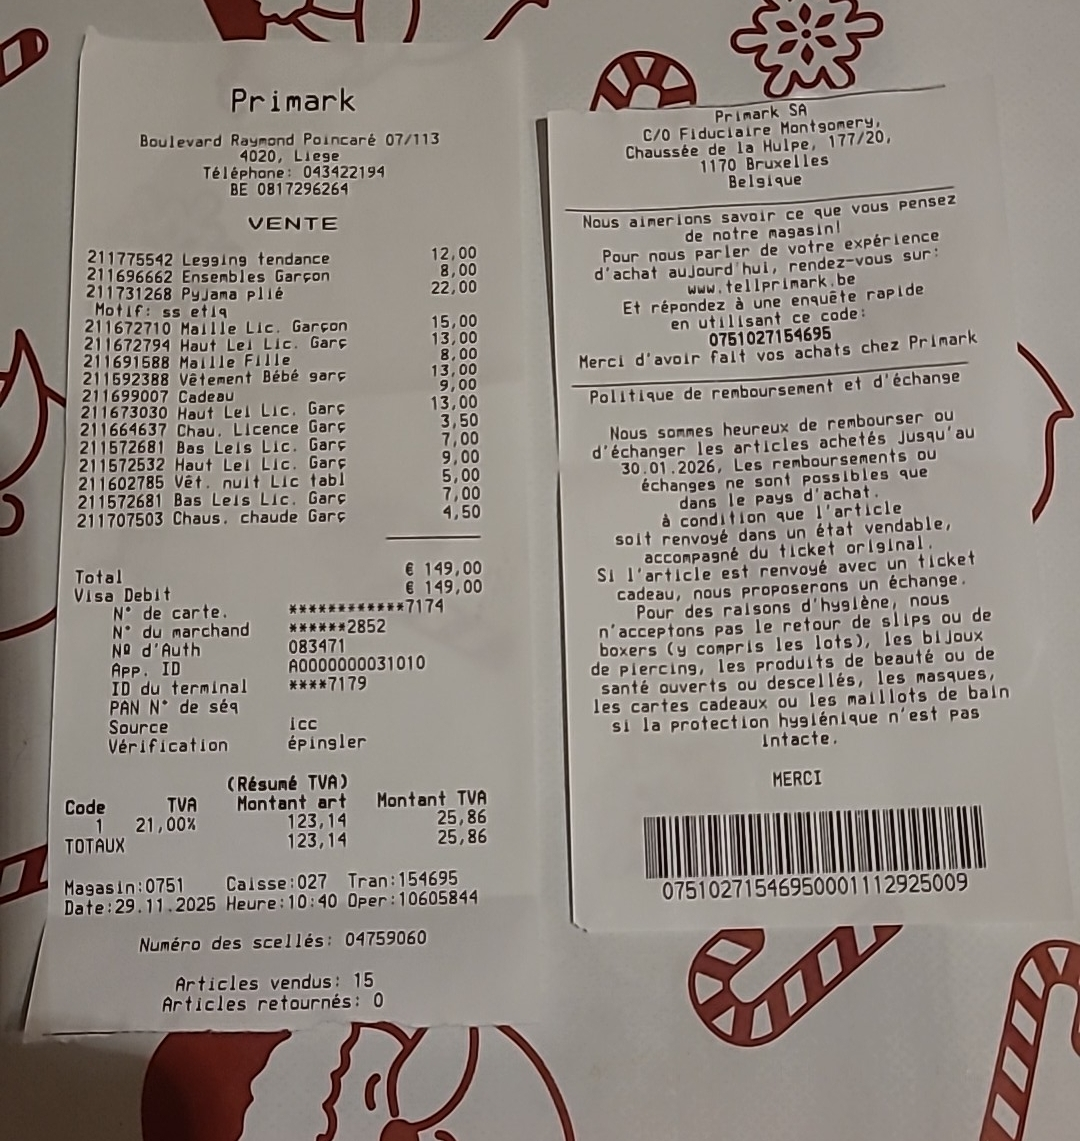 Primark
Boulevard Raymond Poincaré 07/113
4020, Liege
Téléphone: 043422194
BE 0817296264
VENTE
211775542 Legging tendance 12,00
211696662 Ensembles Garçon 8,00
211731268 Pyjama plié 22,00
Motif: ss etiq
211672710 Maille Lic. Garçon 15,00
211672794 Haut Lei Lic. Garç 13,00
211691588 Maille Fille 8,00
211592388 Vêtement Bébé garç 13,00
211699007 Cadeau 9,00
211673030 Haut Lei Lic. Garç 13,00
211664637 Chau. Licence Garç 3,50
211572681 Bas Leis Lic. Garç 7,00
211572532 Haut Lei Lic. Garç 9,00
211602785 Vêt. nuit Lic tabl 5,00
211572681 Bas Leis Lic. Garç 7,00
211707503 Chaus. chaude Garç 4,50
Total € 149,00
Visa Debit € 149,00
N° de carte. ************7174
N° du marchand ******2852
Nº d'Auth 083471
App. ID A0000000031010
ID du terminal ****7179
PAN N° de séq
Source icc
Vérification épingler
(Résumé TVA)
Code TVA Montant art Montant TVA
1 21,00% 123,14 25,86
TOTAUX 123,14 25,86
Magasin:0751 Caisse:027 Tran:154695
Date:29.11.2025 Heure:10:40 Oper:10605844
Numéro des scellés: 04759060
Articles vendus: 15
Articles retournés: 0
Primark SA
C/O Fiduciaire Montgomery,
Chaussée de la Hulpe, 177/20,
1170 Bruxelles
Belgique
Nous aimerions savoir ce que vous pensez
de notre magasin!
Pour nous parler de votre expérience
d'achat aujourd'hui, rendez-vous sur:
www.tellprimark.be
Et répondez à une enquête rapide
en utilisant ce code:
0751027154695
Merci d'avoir fait vos achats chez Primark
Politique de remboursement et d'échange
Nous sommes heureux de rembourser ou
d'échanger les articles achetés jusqu'au
30.01.2026, Les remboursements ou
échanges ne sont possibles que
dans le pays d'achat.
à condition que l'article
soit renvoyé dans un état vendable,
accompagné du ticket original.
Si l'article est renvoyé avec un ticket
cadeau, nous proposerons un échange.
Pour des raisons d'hygiène, nous
n'acceptons pas le retour de slips ou de
boxers (y compris les lots), les bijoux
de piercing, les produits de beauté ou de
santé ouverts ou descellés, les masques,
les cartes cadeaux ou les maillots de bain
si la protection hygiénique n'est pas
intacte.
MERCI
07510271546950001112925009